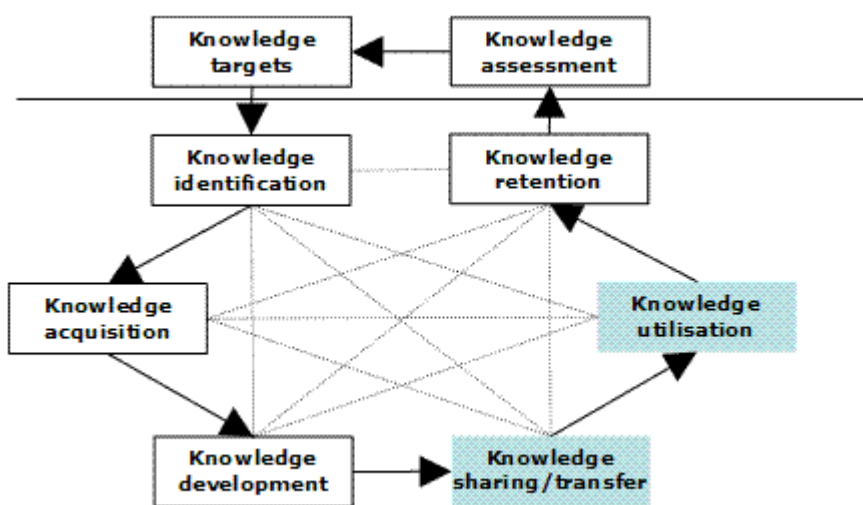 Knowledge
targets
Knowledge
assessment
Knowledge
identification
Knowledge
retention
Knowledge
acquisition
Knowledge
utilisation
Knowledge
development
Knowledge
sharing/transfer